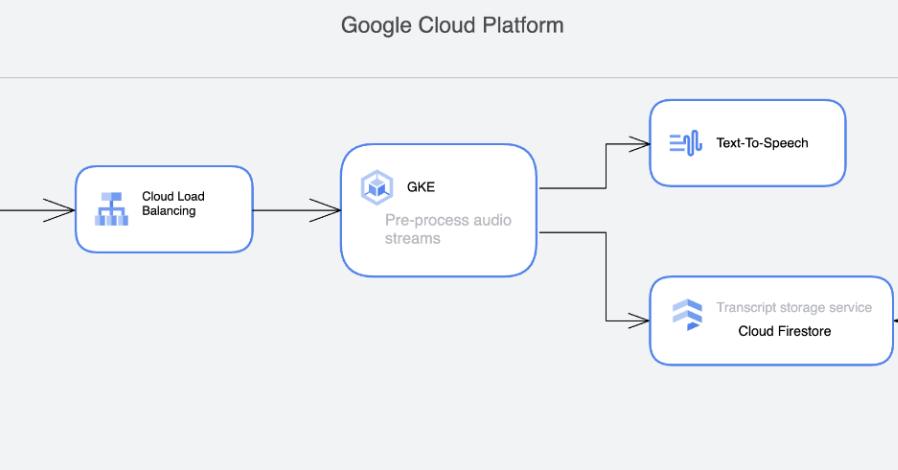 Google Cloud Platform
Cloud Load
Balancing
GKE
Pre-process audio
streams
Text-To-Speech
Transcript storage service
Cloud Firestore